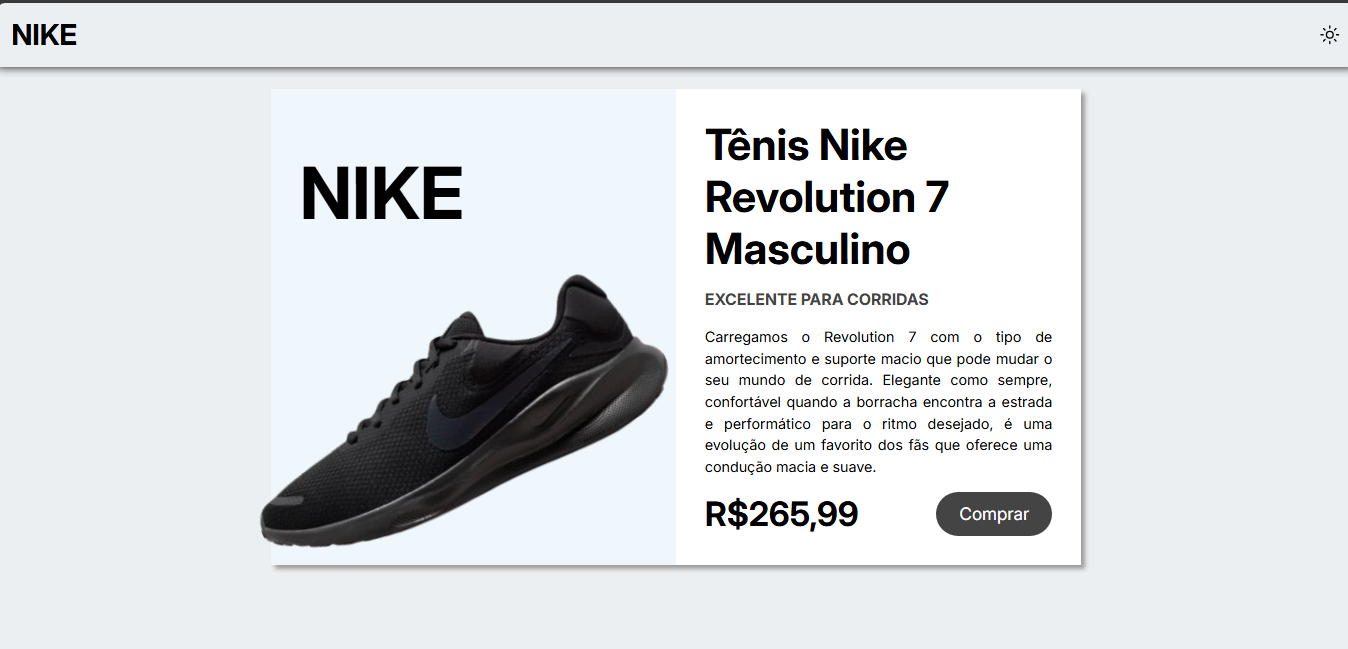 NIKE
NIKE
Tênis Nike
Revolution 7
Masculino
EXCELENTE PARA CORRIDAS
Carregamos o Revolution 7 com o tipo de
amortecimento e suporte macio que pode mudar o
seu mundo de corrida. Elegante como sempre,
confortável quando a borracha encontra a estrada
e performático para o ritmo desejado, é uma
evolução de um favorito dos fãs que oferece uma
condução macia e suave.
R$265,99
Comprar